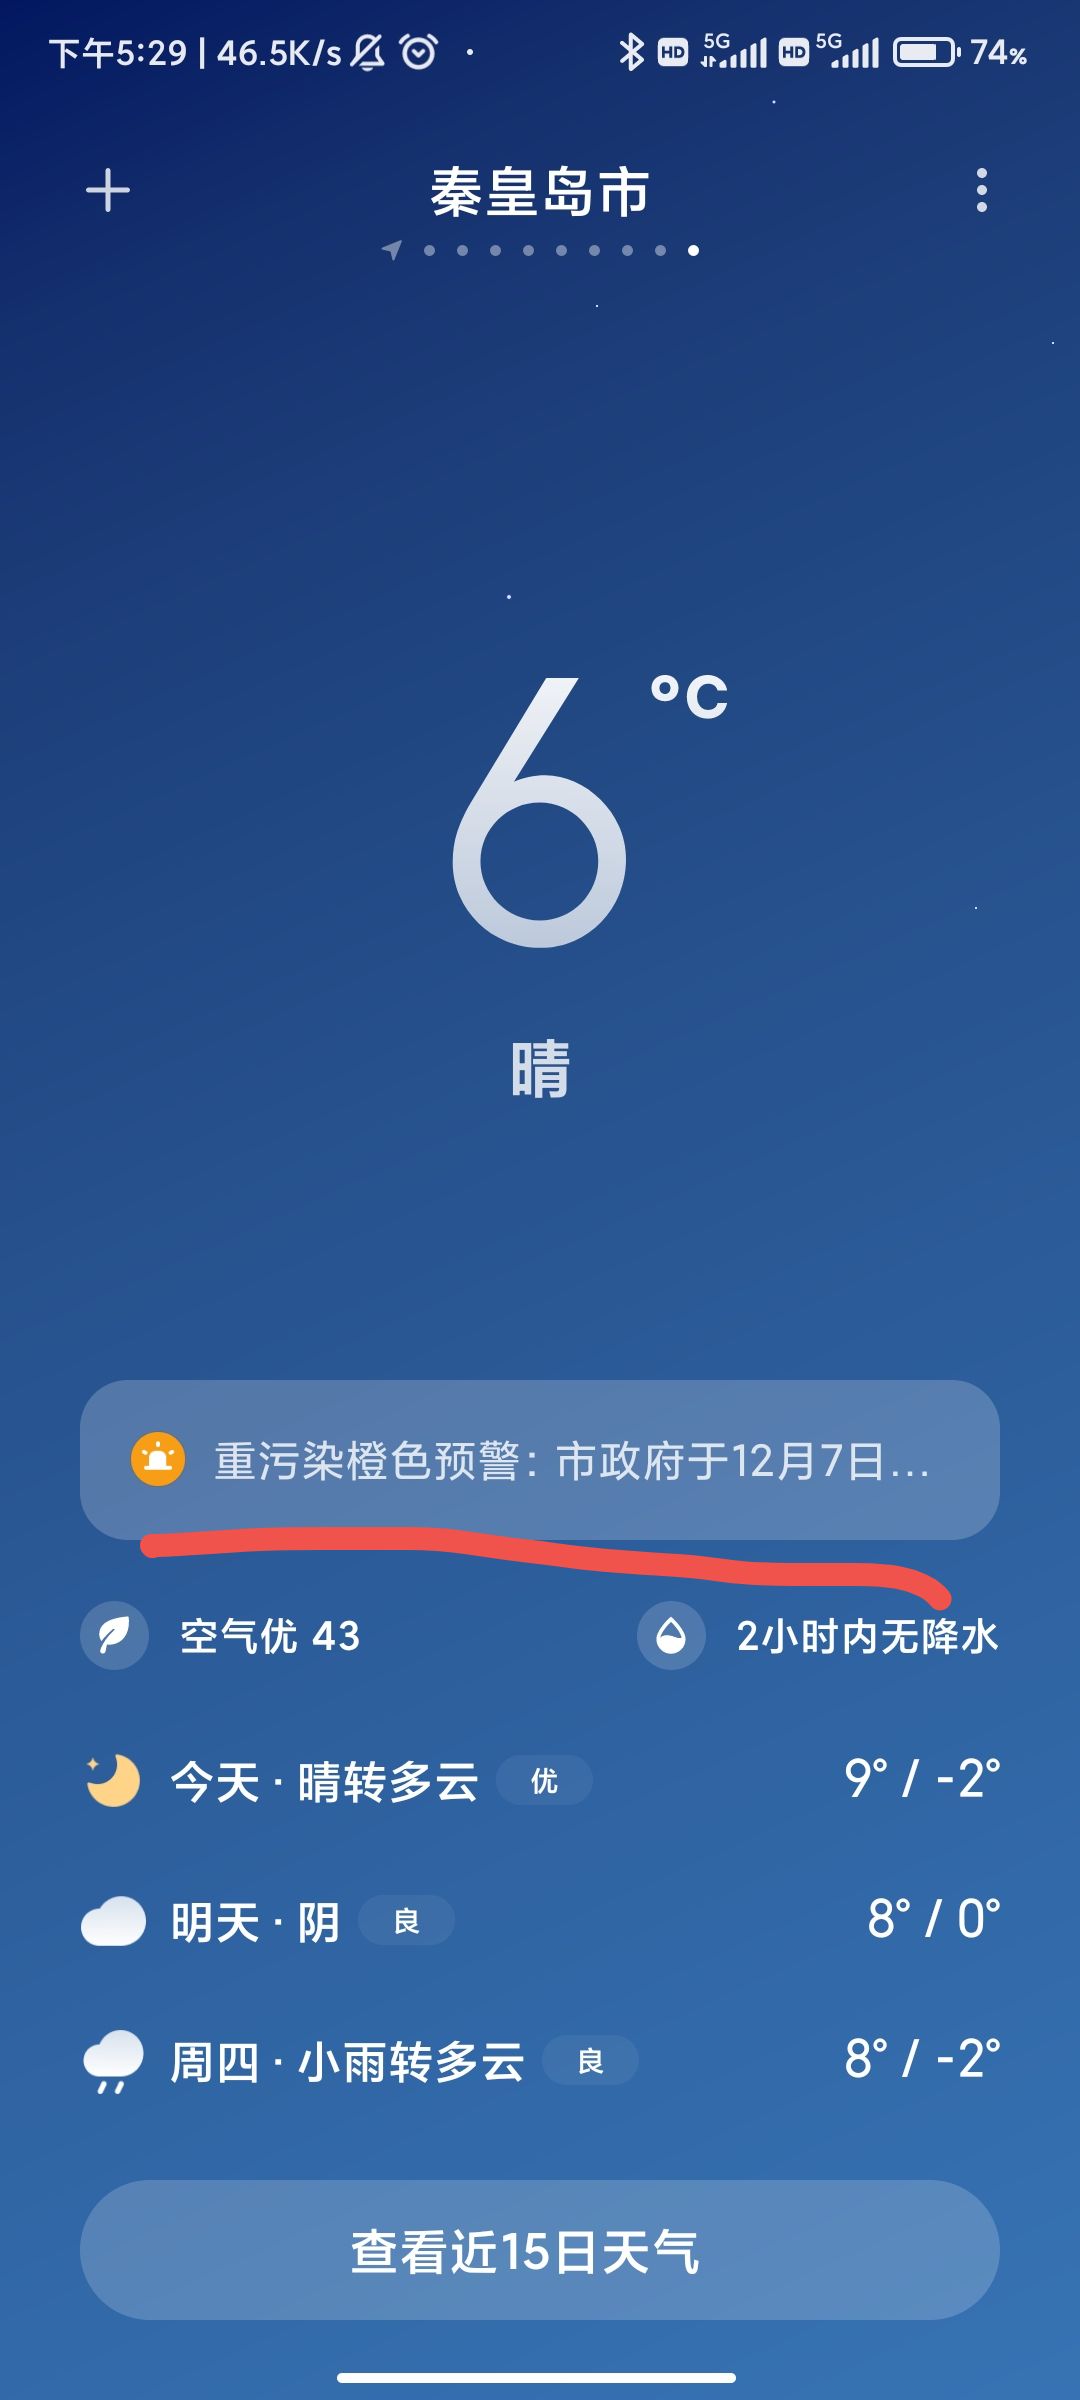 下午5:29 | 46.5K/s
HD 5G HD 5G 74%
秦皇岛市
6 °C
晴
重污染橙色预警：市政府于12月7日...
空气优 43
2小时内无降水
今天 · 晴转多云 优 9° / -2°
明天 · 阴 良 8° / 0°
周四 · 小雨转多云 良 8° / -2°
查看近15日天气